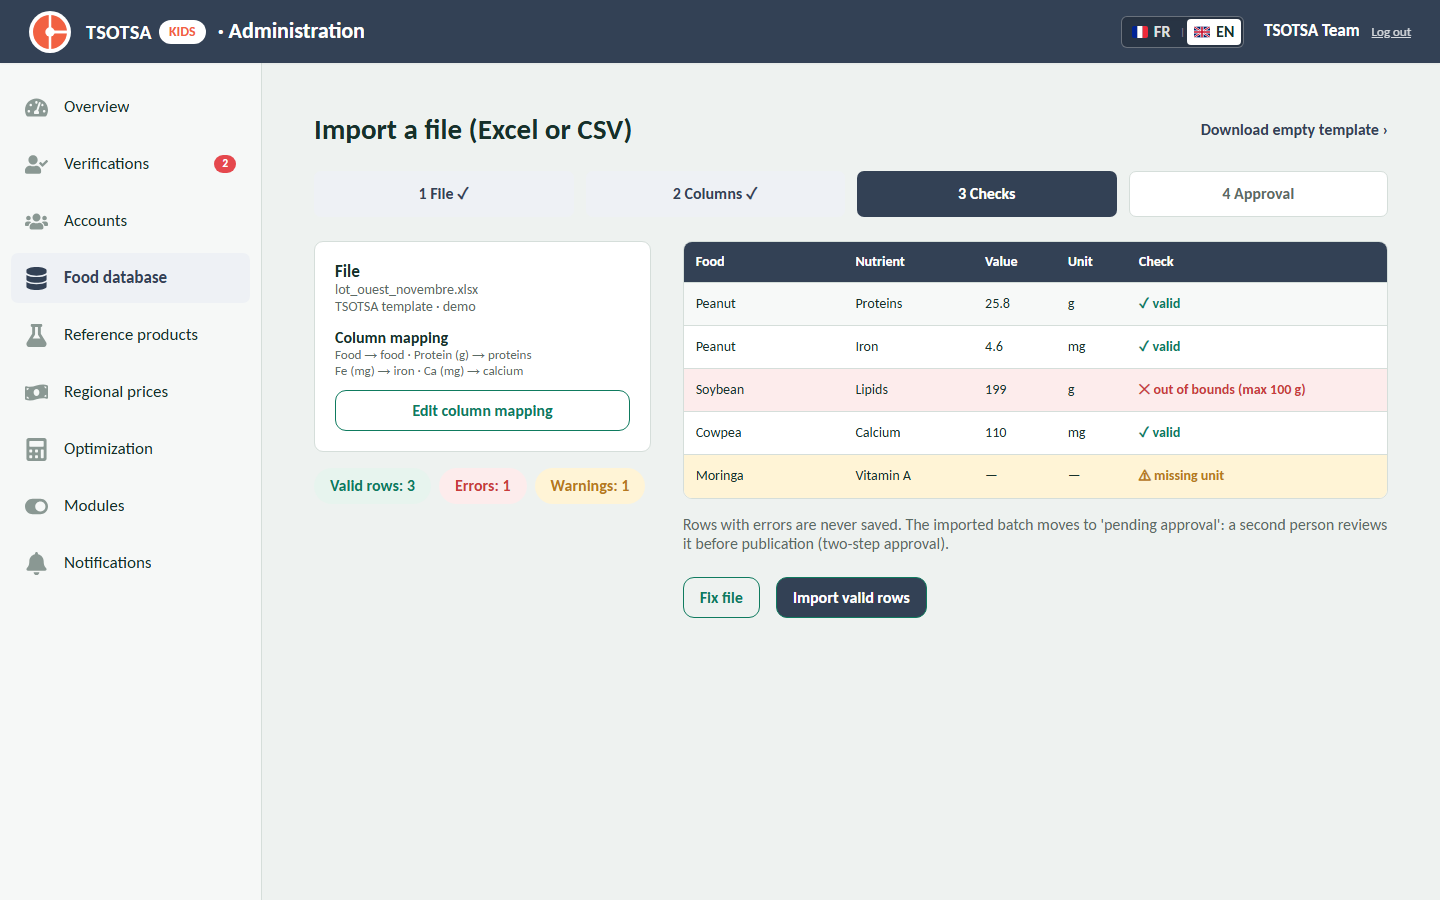 TSOTSA KIDS · Administration
FR | EN
TSOTSA Team Log out
Overview
Verifications 2
Accounts
Food database
Reference products
Regional prices
Optimization
Modules
Notifications
Import a file (Excel or CSV)
Download empty template ›
1 File ✓
2 Columns ✓
3 Checks
4 Approval
File
lot_ouest_novembre.xlsx
TSOTSA template · demo
Column mapping
Food → food · Protein (g) → proteins
Fe (mg) → iron · Ca (mg) → calcium
Edit column mapping
Valid rows: 3
Errors: 1
Warnings: 1
Food Nutrient Value Unit Check
Peanut Proteins 25.8 g ✓ valid
Peanut Iron 4.6 mg ✓ valid
Soybean Lipids 199 g ✕ out of bounds (max 100 g)
Cowpea Calcium 110 mg ✓ valid
Moringa Vitamin A — — ⚠ missing unit
Rows with errors are never saved. The imported batch moves to 'pending approval': a second person reviews
it before publication (two-step approval).
Fix file
Import valid rows